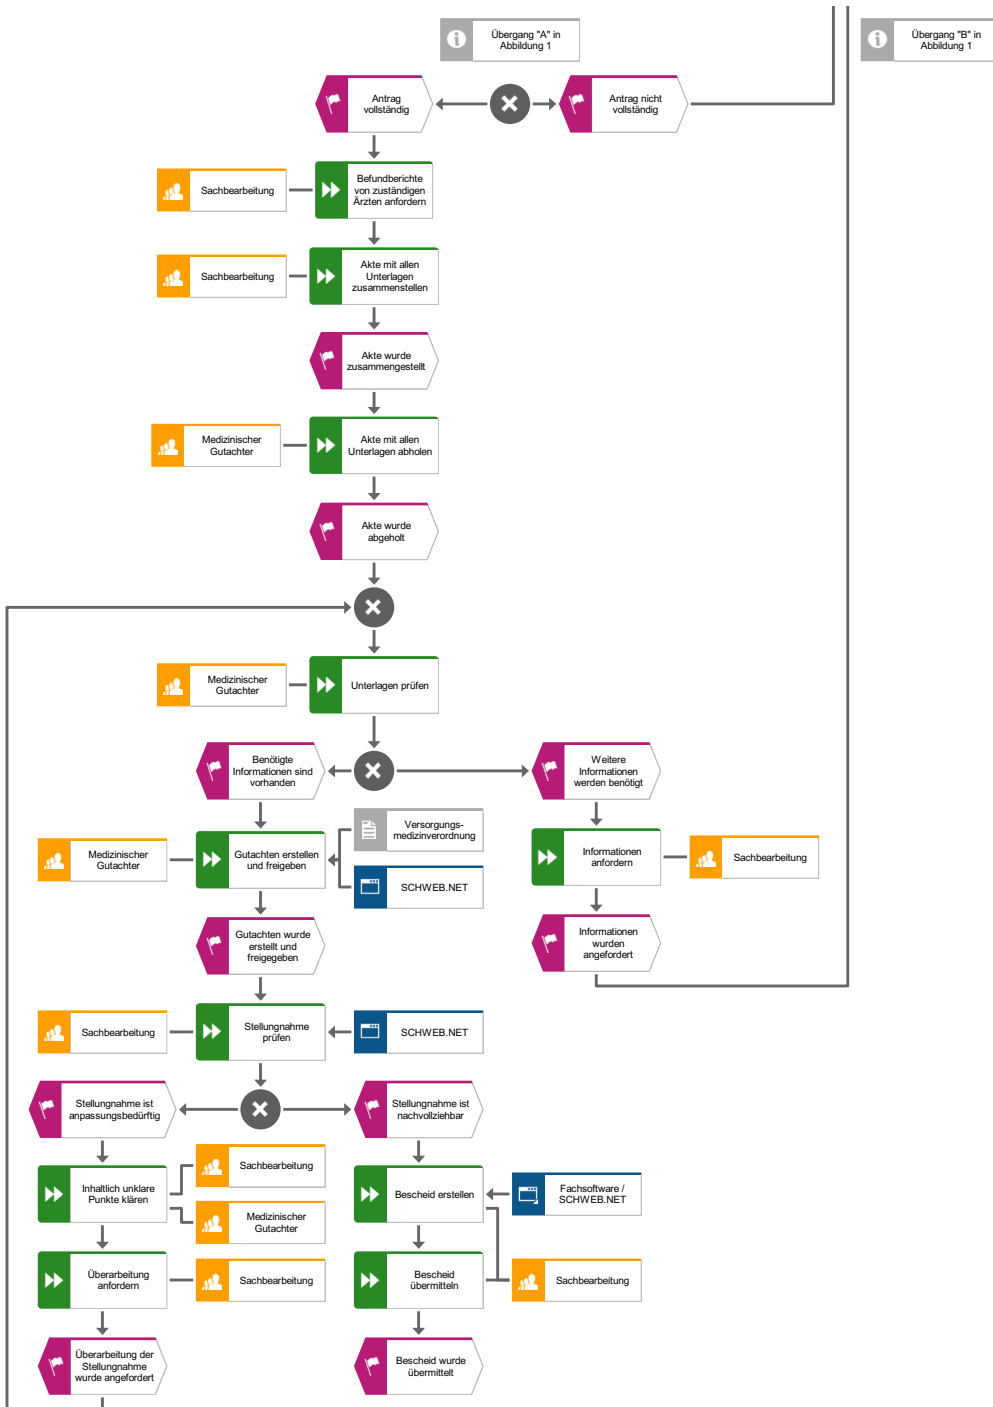 Übergang "A" in
Abbildung 1
Übergang "B" in
Abbildung 1
Antrag
vollständig
Antrag nicht
vollständig
Sachbearbeitung
Befundberichte
von zuständigen
Ärzten anfordern
Sachbearbeitung
Akte mit allen
Unterlagen
zusammenstellen
Akte wurde
zusammengestellt
Medizinischer
Gutachter
Akte mit allen
Unterlagen abholen
Akte wurde
abgeholt
Medizinischer
Gutachter
Unterlagen prüfen
Benötigte
Informationen sind
vorhanden
Weitere
Informationen
werden benötigt
Medizinischer
Gutachter
Gutachten erstellen
und freigeben
Versorgungs-
medizinverordnung
SCHWEB.NET
Informationen
anfordern
Sachbearbeitung
Gutachten wurde
erstellt und
freigegeben
Informationen
wurden
angefordert
Sachbearbeitung
Stellungnahme
prüfen
SCHWEB.NET
Stellungnahme ist
anpassungsbedürftig
Stellungnahme ist
nachvollziehbar
Inhaltlich unklare
Punkte klären
Sachbearbeitung
Medizinischer
Gutachter
Bescheid erstellen
Fachsoftware /
SCHWEB.NET
Überarbeitung
anfordern
Sachbearbeitung
Bescheid
übermitteln
Sachbearbeitung
Überarbeitung der
Stellungnahme
wurde angefordert
Bescheid wurde
übermittelt